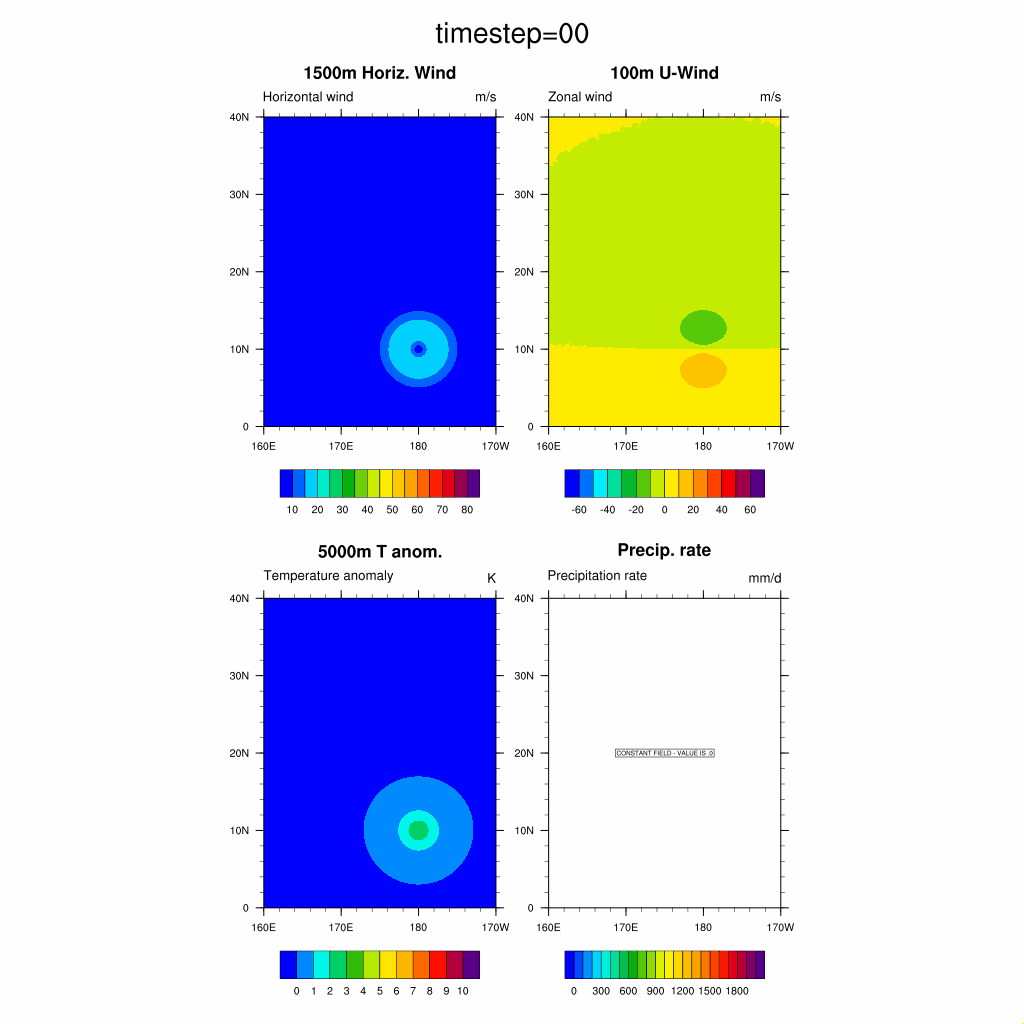 timestep=00
1500m Horiz. Wind
Horizontal wind m/s
40N
30N
20N
10N
0
160E 170E 180 170W
10 20 30 40 50 60 70 80
100m U-Wind
Zonal wind m/s
40N
30N
20N
10N
0
160E 170E 180 170W
-60 -40 -20 0 20 40 60
5000m T anom.
Temperature anomaly K
40N
30N
20N
10N
0
160E 170E 180 170W
0 1 2 3 4 5 6 7 8 9 10
Precip. rate
Precipitation rate mm/d
40N
30N
20N
CONSTANT FIELD - VALUE IS .0
10N
0
160E 170E 180 170W
0 300 600 900 1200 1500 1800